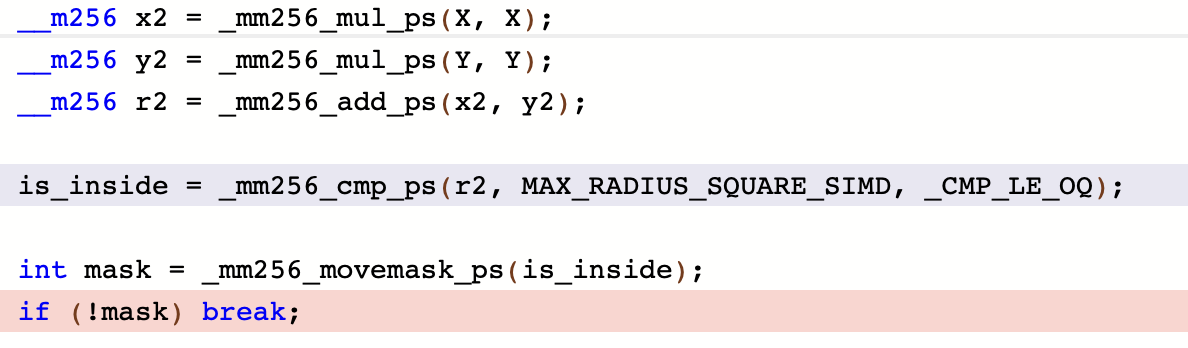 __m256 x2 = _mm256_mul_ps(X, X);
__m256 y2 = _mm256_mul_ps(Y, Y);
__m256 r2 = _mm256_add_ps(x2, y2);
is_inside = _mm256_cmp_ps(r2, MAX_RADIUS_SQUARE_SIMD, _CMP_LE_OQ);
int mask = _mm256_movemask_ps(is_inside);
if (!mask) break;